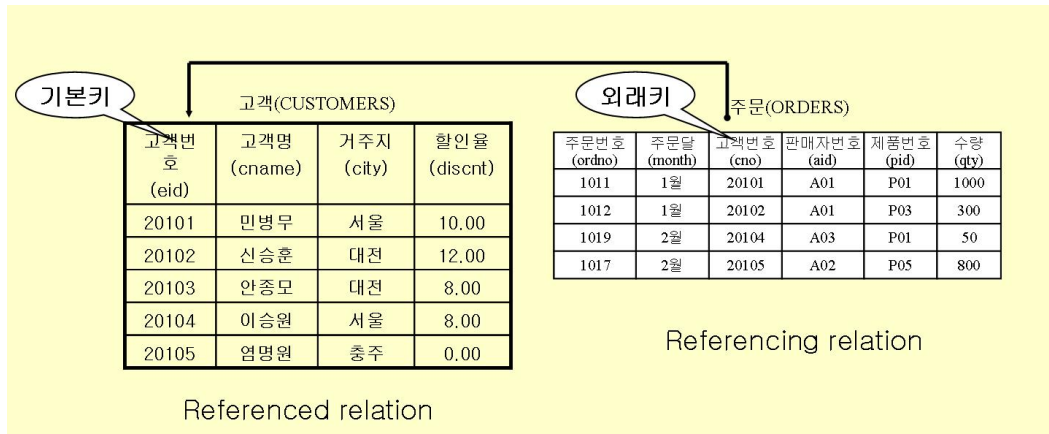 기본키
고객(CUSTOMERS)
고객번호 (eid) 고객명 (cname) 거주지 (city) 할인율 (discnt)
20101 민병무 서울 10.00
20102 신승훈 대전 12.00
20103 안종모 대전 8.00
20104 이승원 서울 8.00
20105 염명원 충주 0.00
Referenced relation
외래키
주문(ORDERS)
주문번호 (ordno) 주문달 (month) 고객번호 (cno) 판매자번호 (aid) 제품번호 (pid) 수량 (qty)
1011 1월 20101 A01 P01 1000
1012 1월 20102 A01 P03 300
1019 2월 20104 A03 P01 50
1017 2월 20105 A02 P05 800
Referencing relation